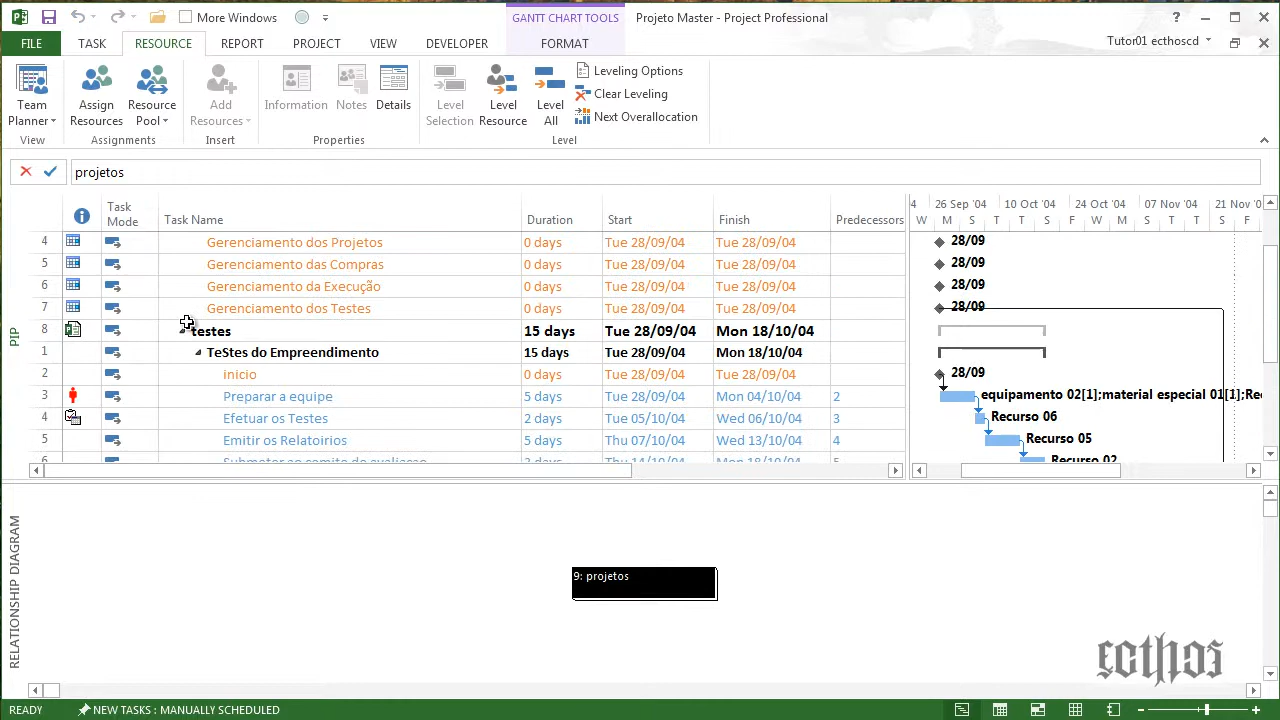 More Windows
GANTT CHART TOOLS
Projeto Master - Project Professional
FILE TASK RESOURCE REPORT PROJECT VIEW DEVELOPER FORMAT
Tutor01 ecthoscd
Team Planner
Assign Resources
Resource Pool
Add Resources
Information
Notes
Details
Level Selection
Level Resource
Level All
Leveling Options
Clear Leveling
Next Overallocation
View Assignments Insert Properties Level
projetos
Task Mode Task Name Duration Start Finish Predecessors
4 26 Sep '04 10 Oct '04 24 Oct '04 07 Nov '04 21 Nov '0
W M S T T S F W M S T F
4 Gerenciamento dos Projetos 0 days Tue 28/09/04 Tue 28/09/04 28/09
5 Gerenciamento das Compras 0 days Tue 28/09/04 Tue 28/09/04 28/09
6 Gerenciamento da Execução 0 days Tue 28/09/04 Tue 28/09/04 28/09
7 Gerenciamento dos Testes 0 days Tue 28/09/04 Tue 28/09/04 28/09
8 testes 15 days Tue 28/09/04 Mon 18/10/04
1 TeStes do Empreendimento 15 days Tue 28/09/04 Mon 18/10/04
2 inicio 0 days Tue 28/09/04 Tue 28/09/04 28/09
3 Preparar a equipe 5 days Tue 28/09/04 Mon 04/10/04 2 equipamento 02[1];material especial 01[1];Re
4 Efetuar os Testes 2 days Tue 05/10/04 Wed 06/10/04 3 Recurso 06
5 Emitir os Relatoirios 5 days Thu 07/10/04 Wed 13/10/04 4 Recurso 05
6 Submeter ao comite de avaliacao 3 days Thu 14/10/04 Mon 18/10/04 5 Recurso 02
PIP
RELATIONSHIP DIAGRAM
9: projetos
ecthos
READY NEW TASKS : MANUALLY SCHEDULED